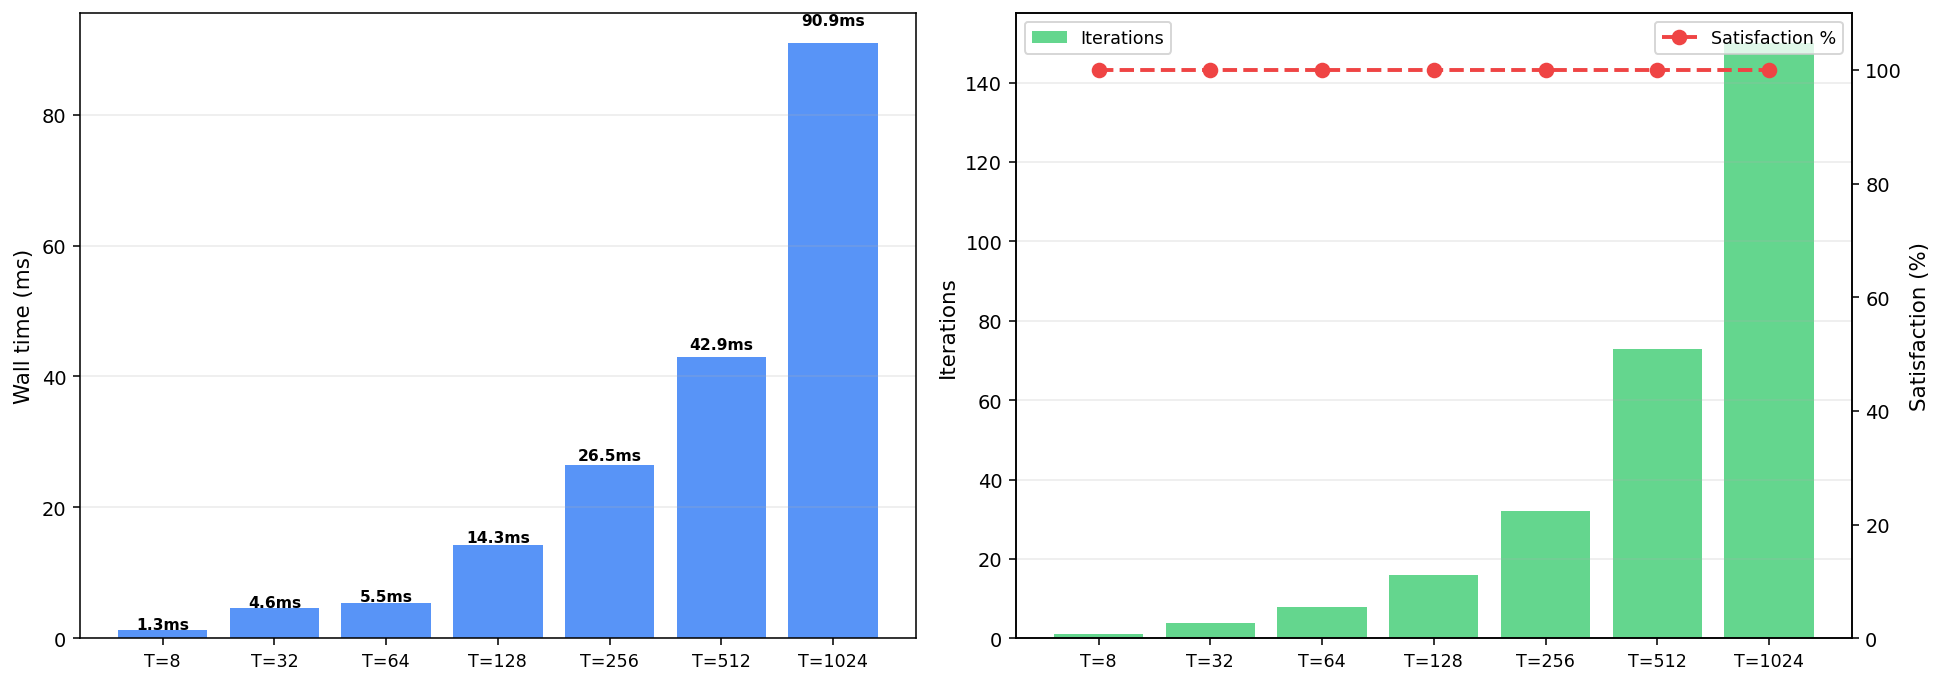 Wall time (ms)
80
60
40
20
0
1.3ms
4.6ms
5.5ms
14.3ms
26.5ms
42.9ms
90.9ms
T=8
T=32
T=64
T=128
T=256
T=512
T=1024
Iterations
Satisfaction %
Iterations
140
120
100
80
60
40
20
0
T=8
T=32
T=64
T=128
T=256
T=512
T=1024
100
80
60
40
20
0
Satisfaction (%)